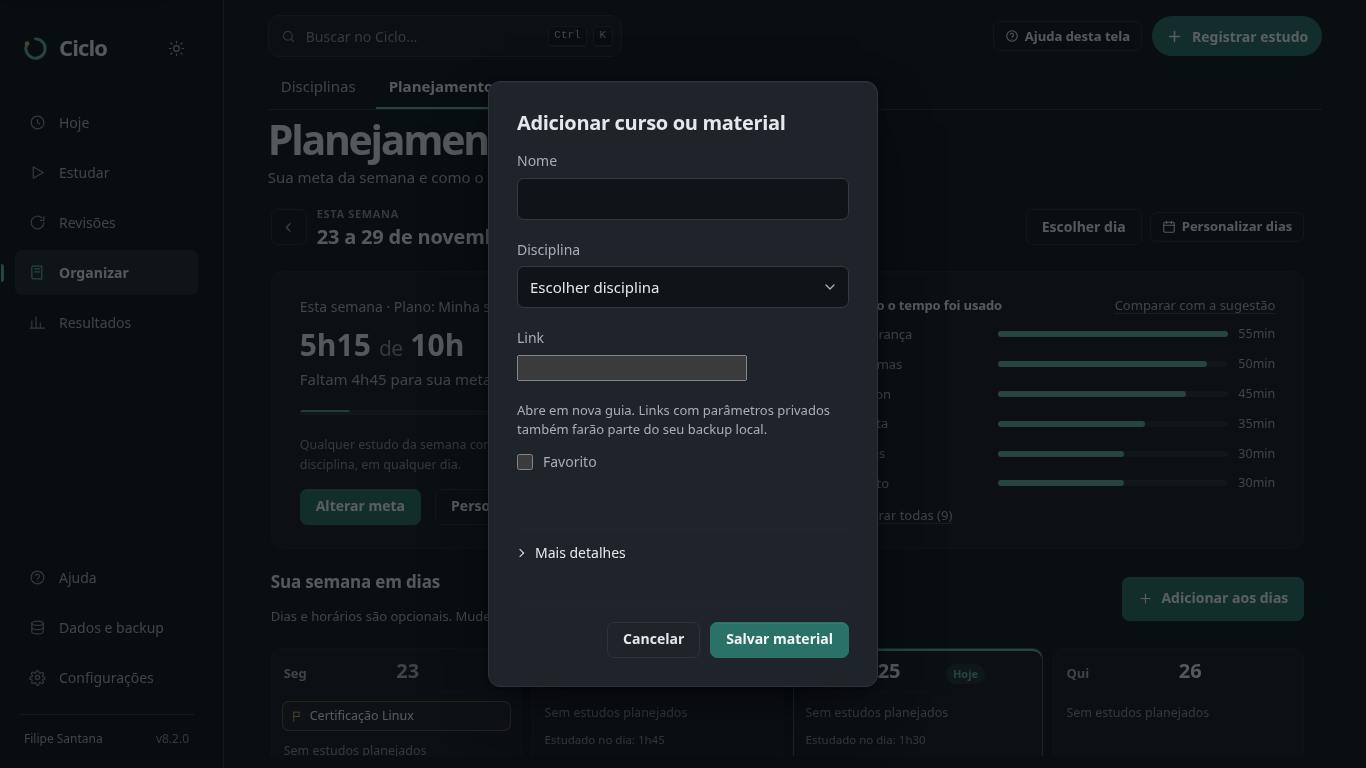 Ciclo
Buscar no Ciclo...
Ctrl K
Ajuda desta tela
Registrar estudo
Hoje
Estudar
Revisões
Organizar
Resultados
Ajuda
Dados e backup
Configurações
Filipe Santana v8.2.0
Disciplinas Planejamento
Planejamen
Sua meta da semana e como o
ESTA SEMANA
23 a 29 de novem
Escolher dia
Personalizar dias
Esta semana · Plano: Minha s
5h15 de 10h
Faltam 4h45 para sua meta
Qualquer estudo da semana con
disciplina, em qualquer dia.
Alterar meta
Perso
o o tempo foi usado
Comparar com a sugestão
rança 55min
mas 50min
on 45min
ta 35min
s 30min
to 30min
rar todas (9)
Adicionar curso ou material
Nome
Disciplina
Escolher disciplina
Link
Abre em nova guia. Links com parâmetros privados
também farão parte do seu backup local.
Favorito
Mais detalhes
Cancelar
Salvar material
Sua semana em dias
Dias e horários são opcionais. Mude
Adicionar aos dias
Seg 23
Certificação Linux
Sem estudos planejados
Sem estudos planejados
Estudado no dia: 1h45
25 Hoje
Sem estudos planejados
Estudado no dia: 1h30
Qui 26
Sem estudos planejados